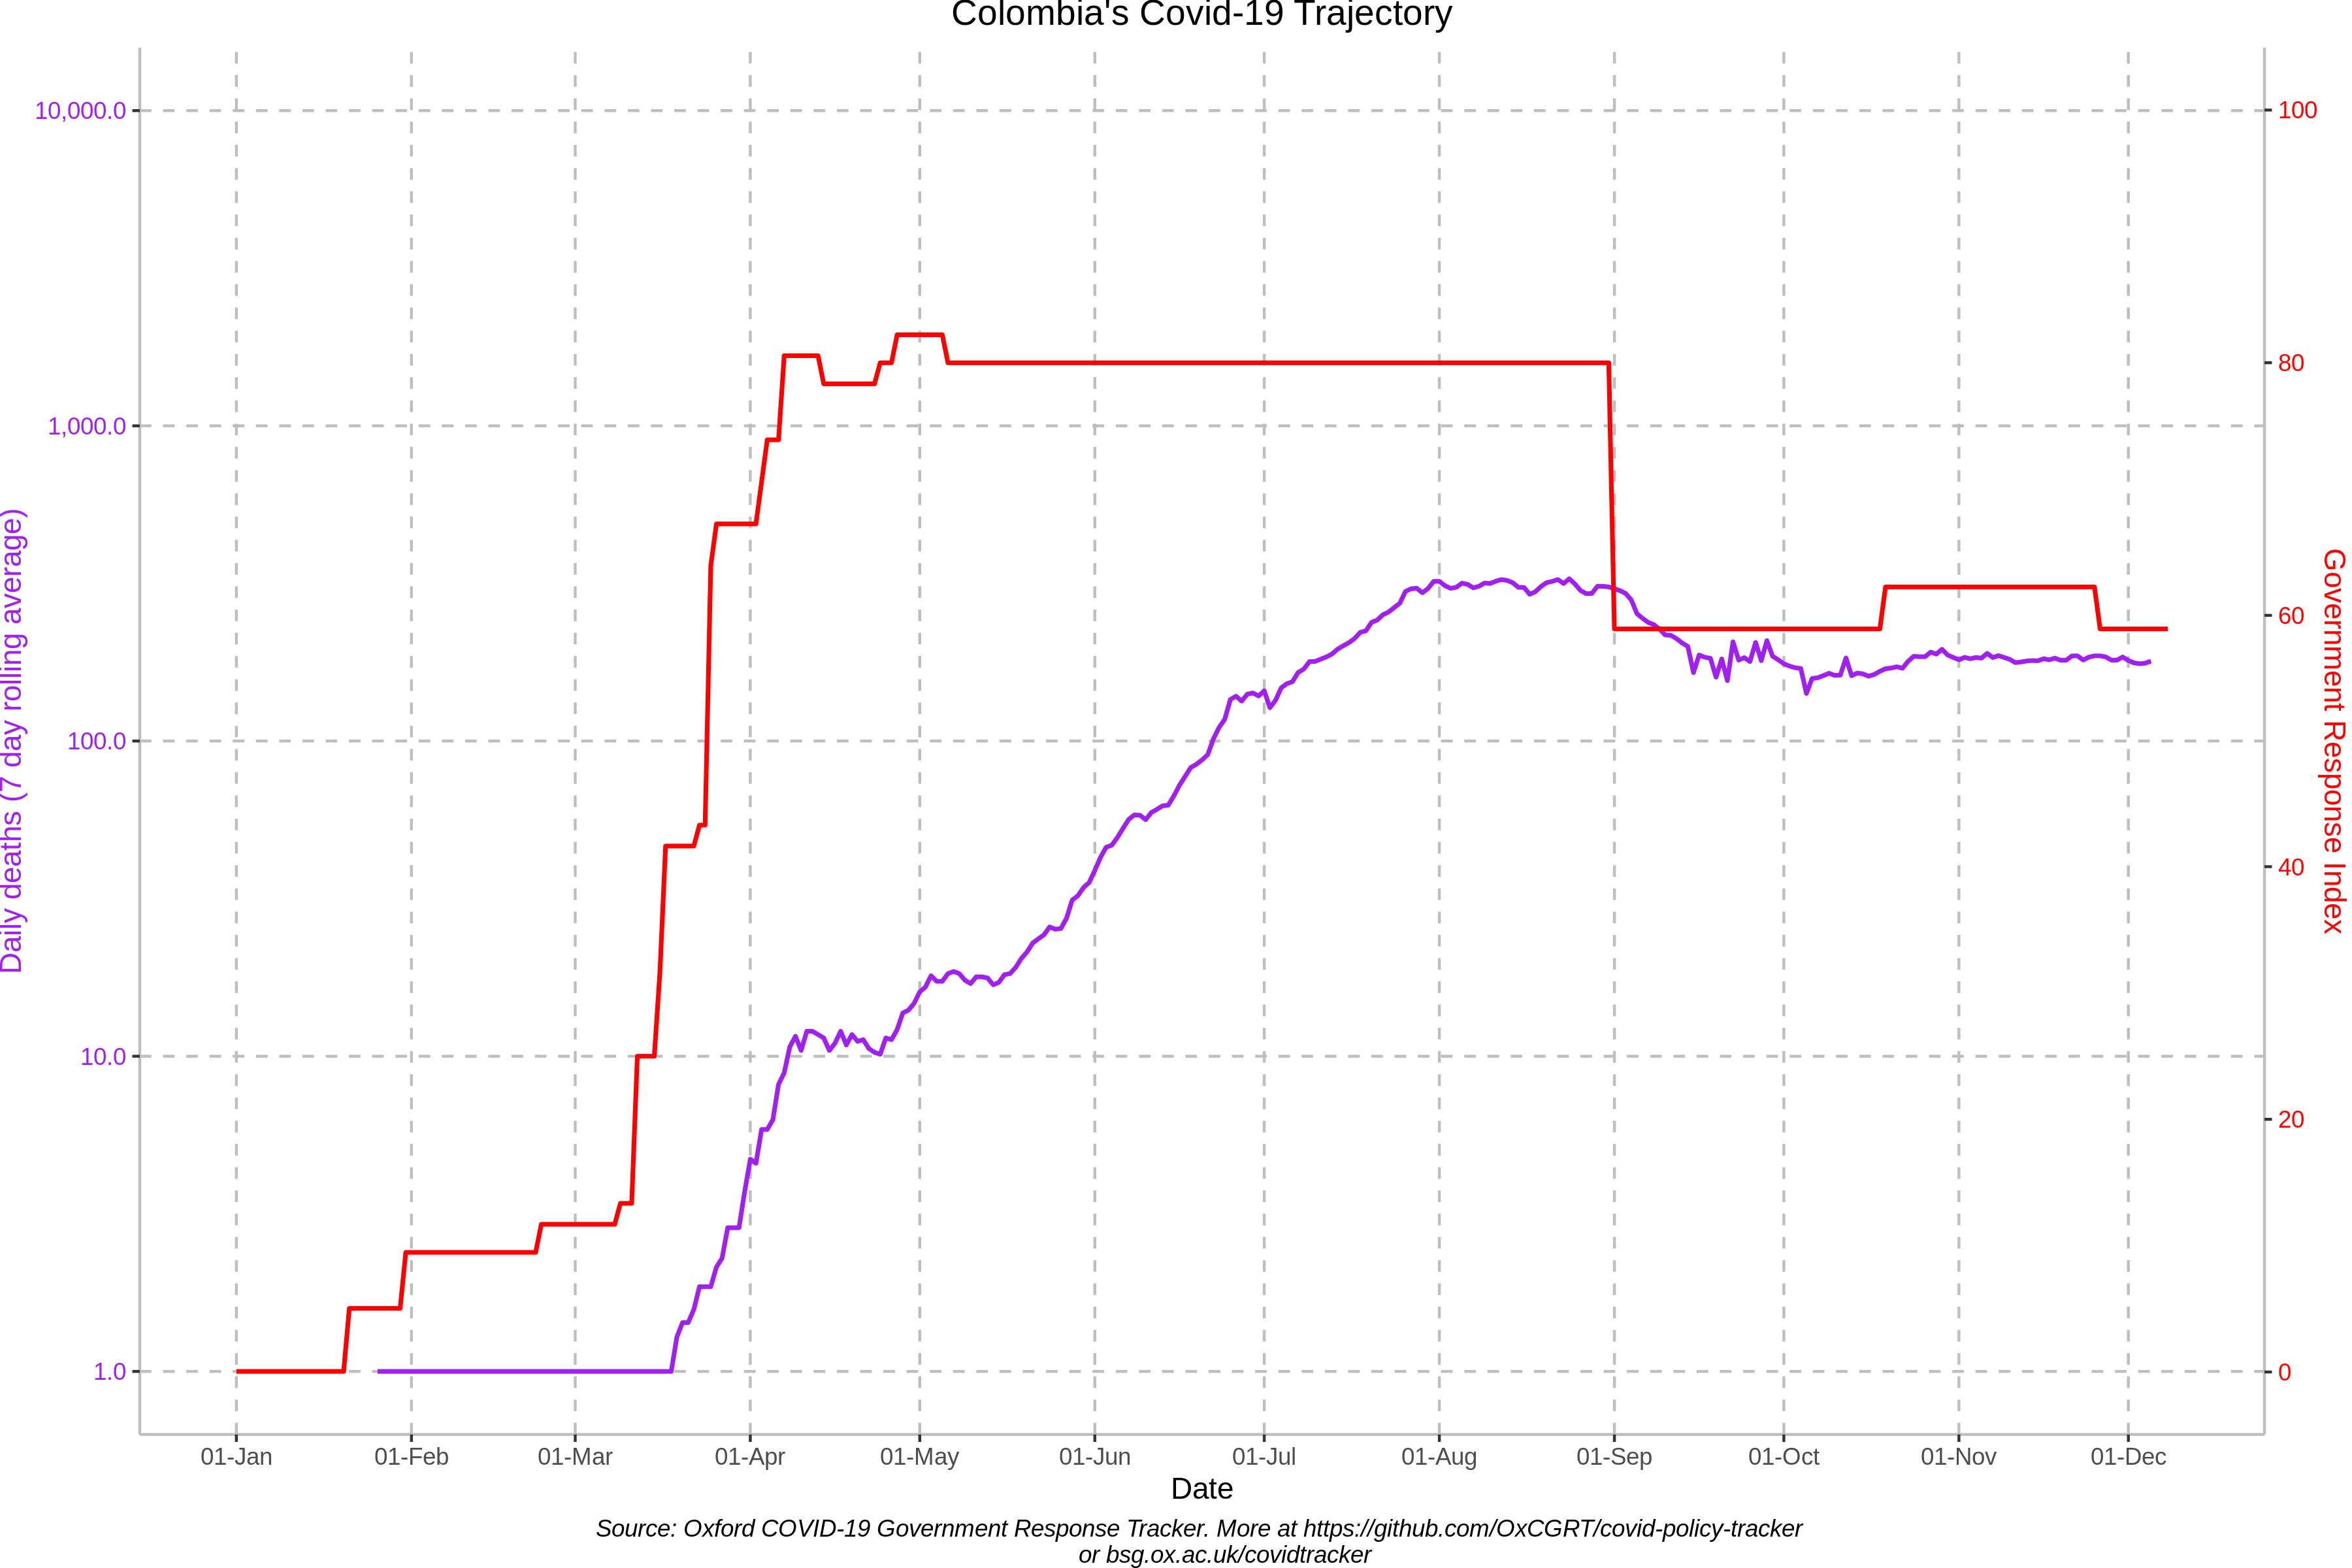 Colombia's Covid-19 Trajectory
10,000.0
1,000.0
100.0
10.0
1.0
Daily deaths (7 day rolling average)
100
80
60
40
20
0
Government Response Index
01-Jan
01-Feb
01-Mar
01-Apr
01-May
01-Jun
01-Jul
01-Aug
01-Sep
01-Oct
01-Nov
01-Dec
Date
Source: Oxford COVID-19 Government Response Tracker. More at https://github.com/OxCGRT/covid-policy-tracker
or bsg.ox.ac.uk/covidtracker